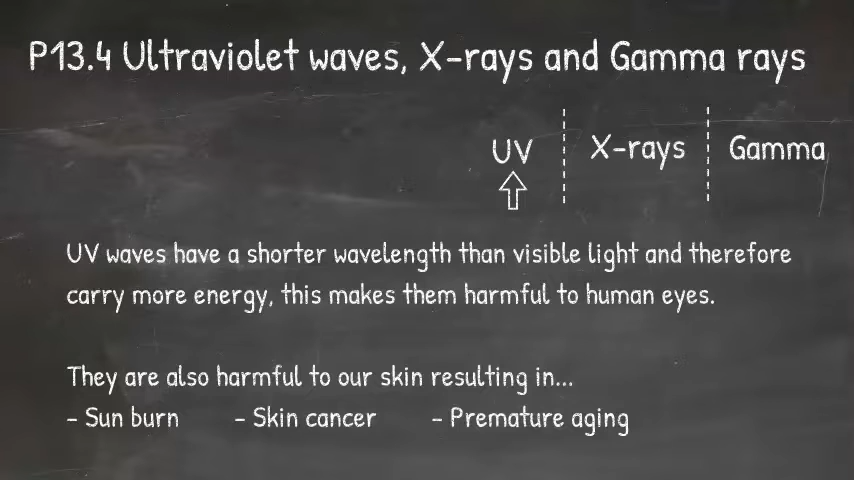 P13.4 Ultraviolet waves, X-rays and Gamma rays
UV X-rays Gamma
UV waves have a shorter wavelength than visible light and therefore
carry more energy, this makes them harmful to human eyes.
They are also harmful to our skin resulting in...
- Sun burn - Skin cancer - Premature aging